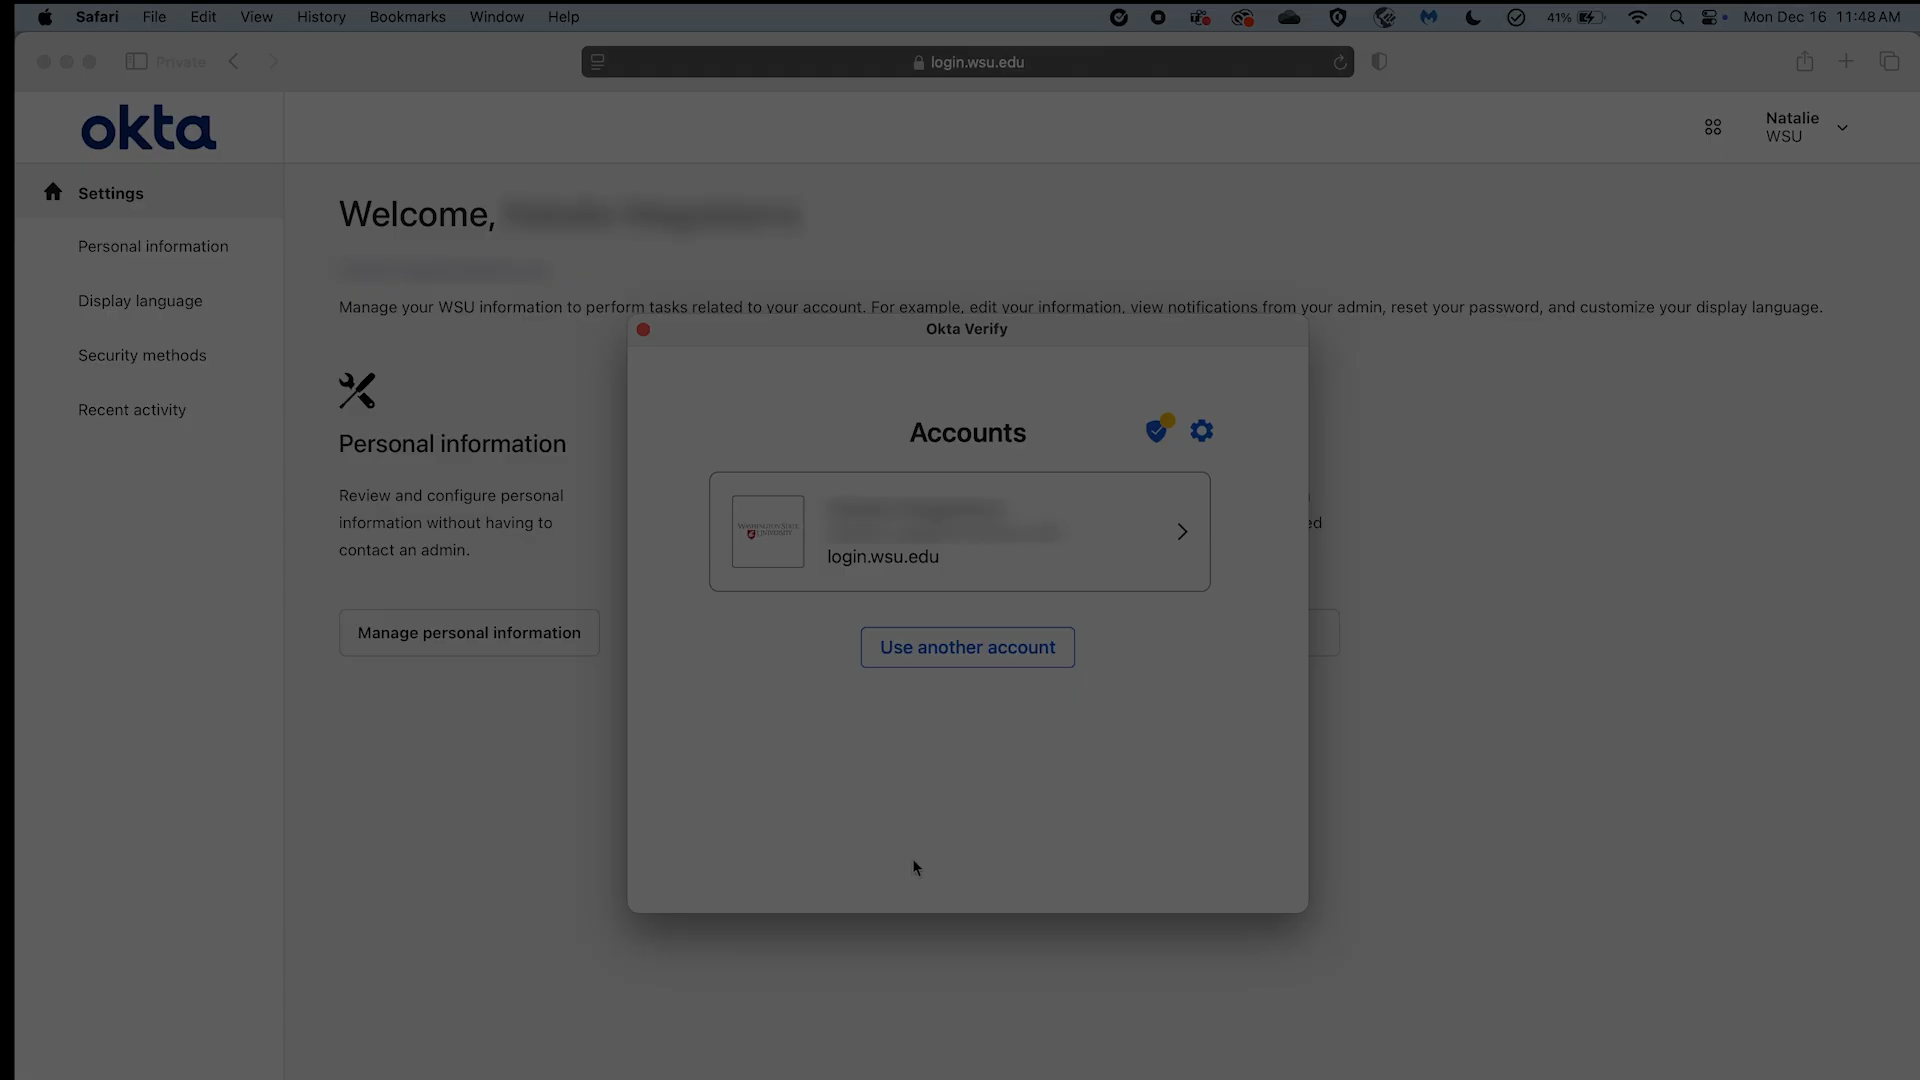 Safari File Edit View History Bookmarks Window Help 41% Mon Dec 16 11:48 AM
Private login.wsu.edu
okta
Natalie
WSU
Settings
Personal information
Display language
Security methods
Recent activity
Welcome,
Manage your WSU information to perform tasks related to your account. For example, edit your information, view notifications from your admin, reset your password, and customize your display language.
Personal information
Review and configure personal
information without having to
contact an admin.
Manage personal information
ed
Okta Verify
Accounts
WASHINGTON STATE
UNIVERSITY
login.wsu.edu
Use another account